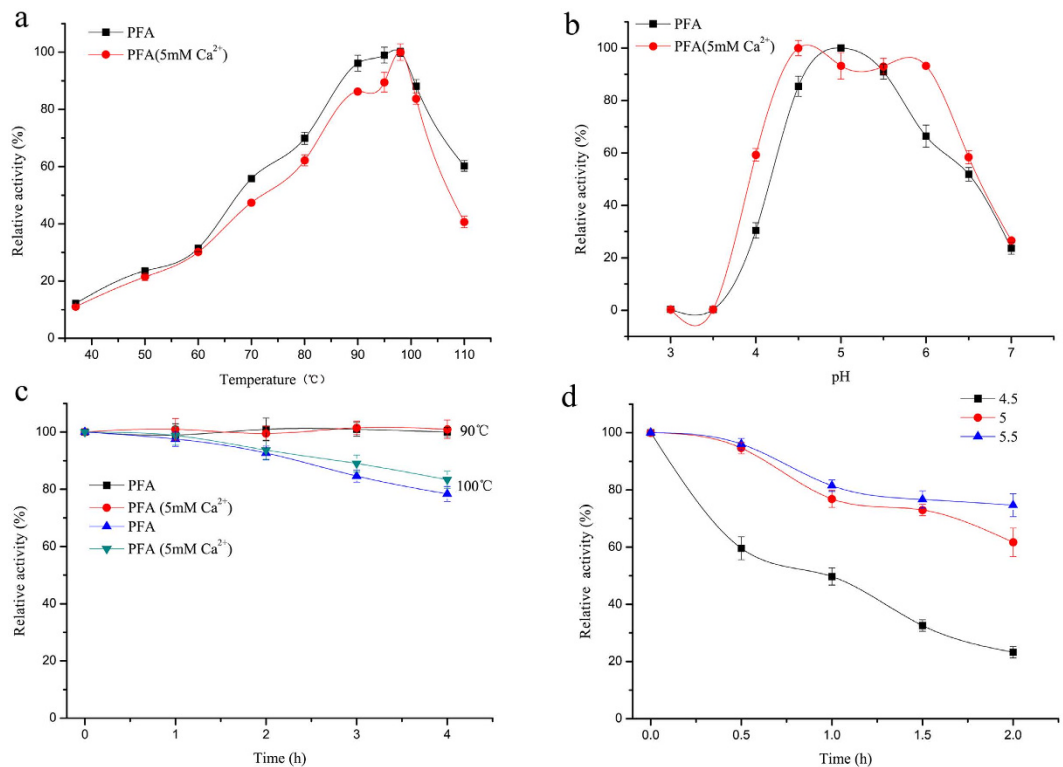 a
PFA
PFA(5mM Ca²⁺)
Relative activity (%)
100
80
60
40
20
0
40 50 60 70 80 90 100 110
Temperature (℃)
b
PFA
PFA(5mM Ca²⁺)
Relative activity (%)
100
80
60
40
20
0
3 4 5 6 7
pH
c
90℃
100℃
PFA
PFA (5mM Ca²⁺)
PFA
PFA (5mM Ca²⁺)
Relative activity (%)
100
80
60
40
20
0
0 1 2 3 4
Time (h)
d
4.5
5
5.5
Relative activity (%)
100
80
60
40
20
0
0.0 0.5 1.0 1.5 2.0
Time (h)